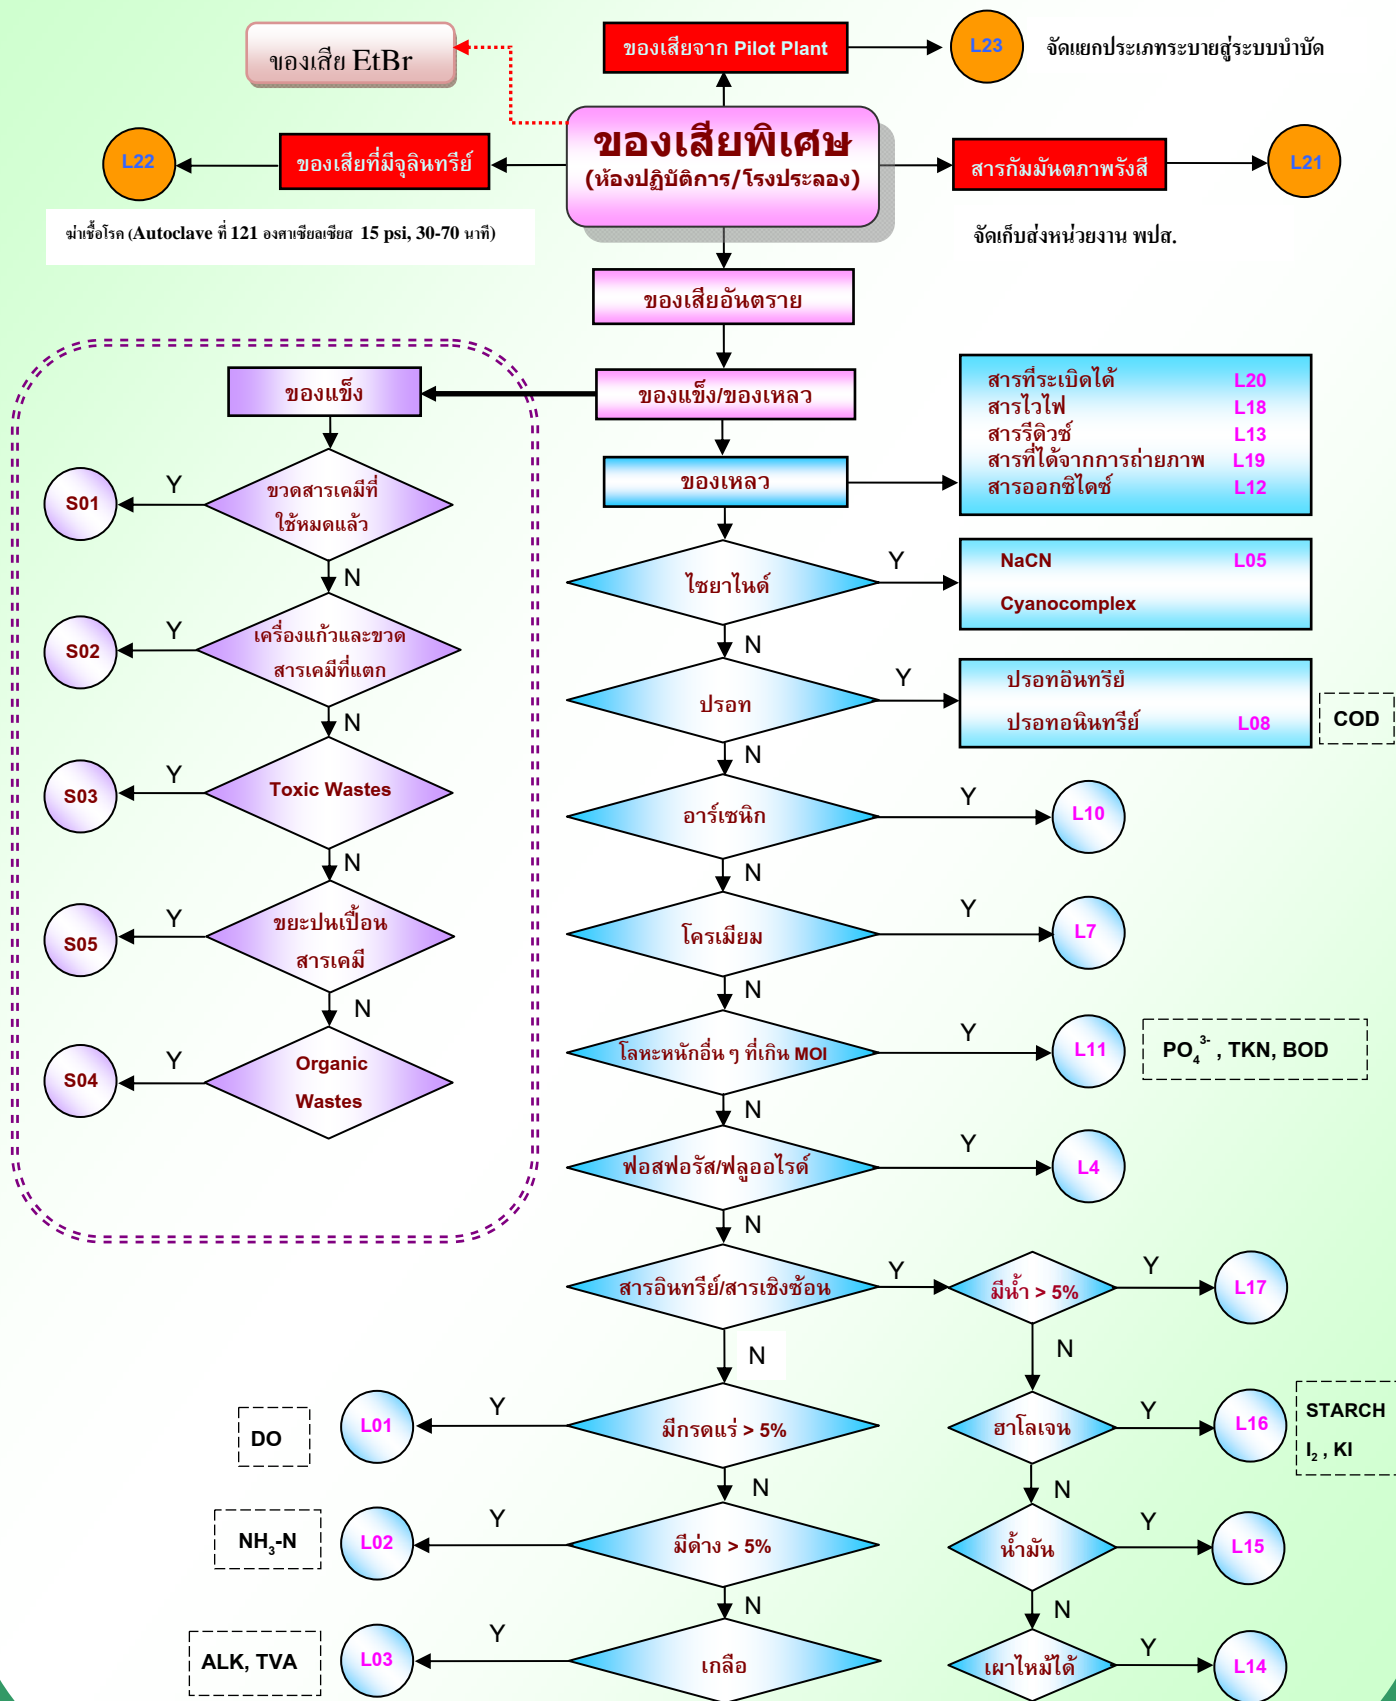 ของเสีย EtBr
ของเสียจาก Pilot Plant
L23
จัดแยกประเภทระบายสู่ระบบบำบัด
L22
ของเสียที่มีจุลินทรีย์
ของเสียพิเศษ
(ห้องปฏิบัติการ/โรงประลอง)
สารกัมมันตภาพรังสี
L21
ฆ่าเชื้อโรค (Autoclave ที่ 121 องศาเซียลเซียส 15 psi, 30-70 นาที)
จัดเก็บส่งหน่วยงาน พปส.
ของเสียอันตราย
ของแข็ง
ของแข็ง/ของเหลว
ของเหลว
สารที่ระเบิดได้ L20
สารไวไฟ L18
สารรีดิวซ์ L13
สารที่ได้จากการถ่ายภาพ L19
สารออกซิไดซ์ L12
S01
Y
ขวดสารเคมีที่
ใช้หมดแล้ว
N
ไซยาไนด์
Y
NaCN L05
Cyanocomplex
N
S02
Y
เครื่องแก้วและขวด
สารเคมีที่แตก
N
ปรอท
Y
ปรอทอินทรีย์
ปรอทอนินทรีย์ L08
COD
N
S03
Y
Toxic Wastes
N
อาร์เซนิก
Y
L10
N
S05
Y
ขยะปนเปื้อน
สารเคมี
N
โครเมียม
Y
L7
N
S04
Y
Organic
Wastes
โลหะหนักอื่น ๆ ที่เกิน MOI
Y
L11
PO₄³⁻ , TKN, BOD
N
ฟอสฟอรัส/ฟลูออไรด์
Y
L4
N
สารอินทรีย์/สารเชิงซ้อน
Y
มีน้ำ > 5%
Y
L17
N
N
DO
L01
Y
มีกรดแร่ > 5%
ฮาโลเจน
Y
L16
STARCH
I₂ , KI
N
N
NH₃-N
L02
Y
มีด่าง > 5%
น้ำมัน
Y
L15
N
N
ALK, TVA
L03
Y
เกลือ
เผาไหม้ได้
Y
L14